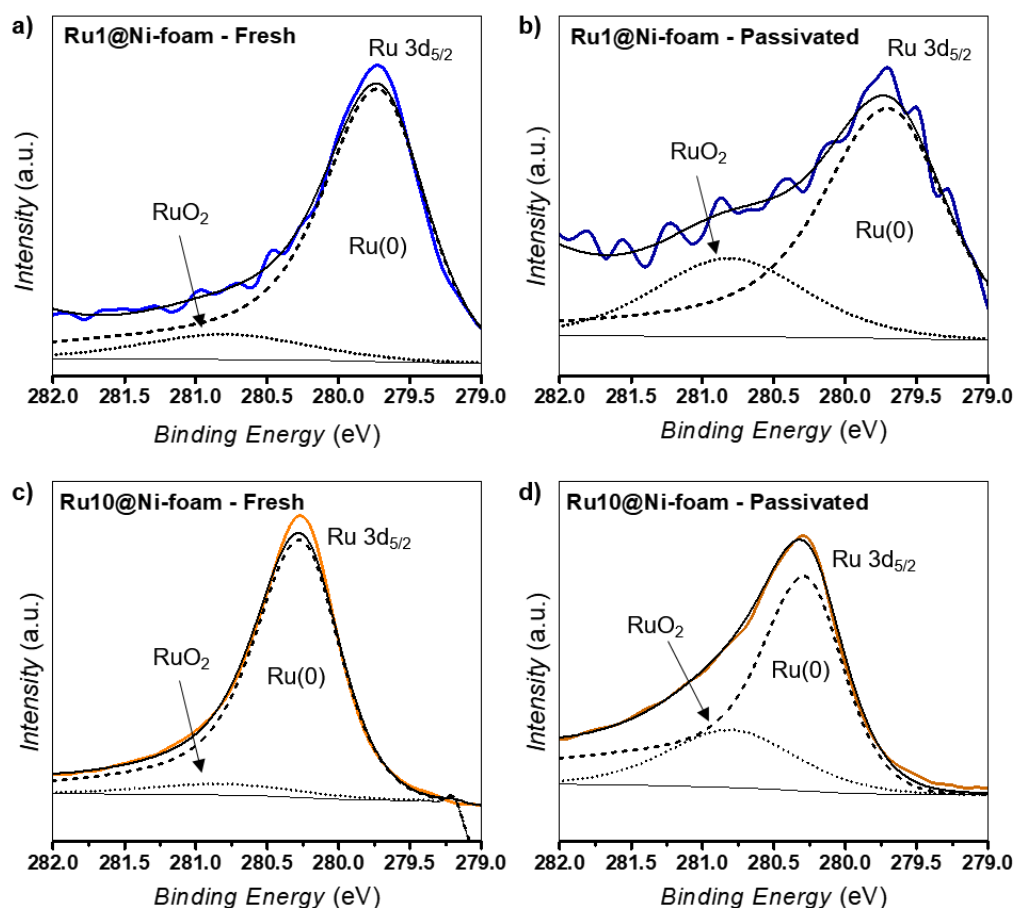 a)
Ru1@Ni-foam - Fresh
Ru 3d5/2
RuO2
Ru(0)
Intensity (a.u.)
282.0 281.5 281.0 280.5 280.0 279.5 279.0
Binding Energy (eV)
b)
Ru1@Ni-foam - Passivated
Ru 3d5/2
RuO2
Ru(0)
Intensity (a.u.)
282.0 281.5 281.0 280.5 280.0 279.5 279.0
Binding Energy (eV)
c)
Ru10@Ni-foam - Fresh
Ru 3d5/2
RuO2
Ru(0)
Intensity (a.u.)
282.0 281.5 281.0 280.5 280.0 279.5 279.0
Binding Energy (eV)
d)
Ru10@Ni-foam - Passivated
Ru 3d5/2
RuO2
Ru(0)
Intensity (a.u.)
282.0 281.5 281.0 280.5 280.0 279.5 279.0
Binding Energy (eV)